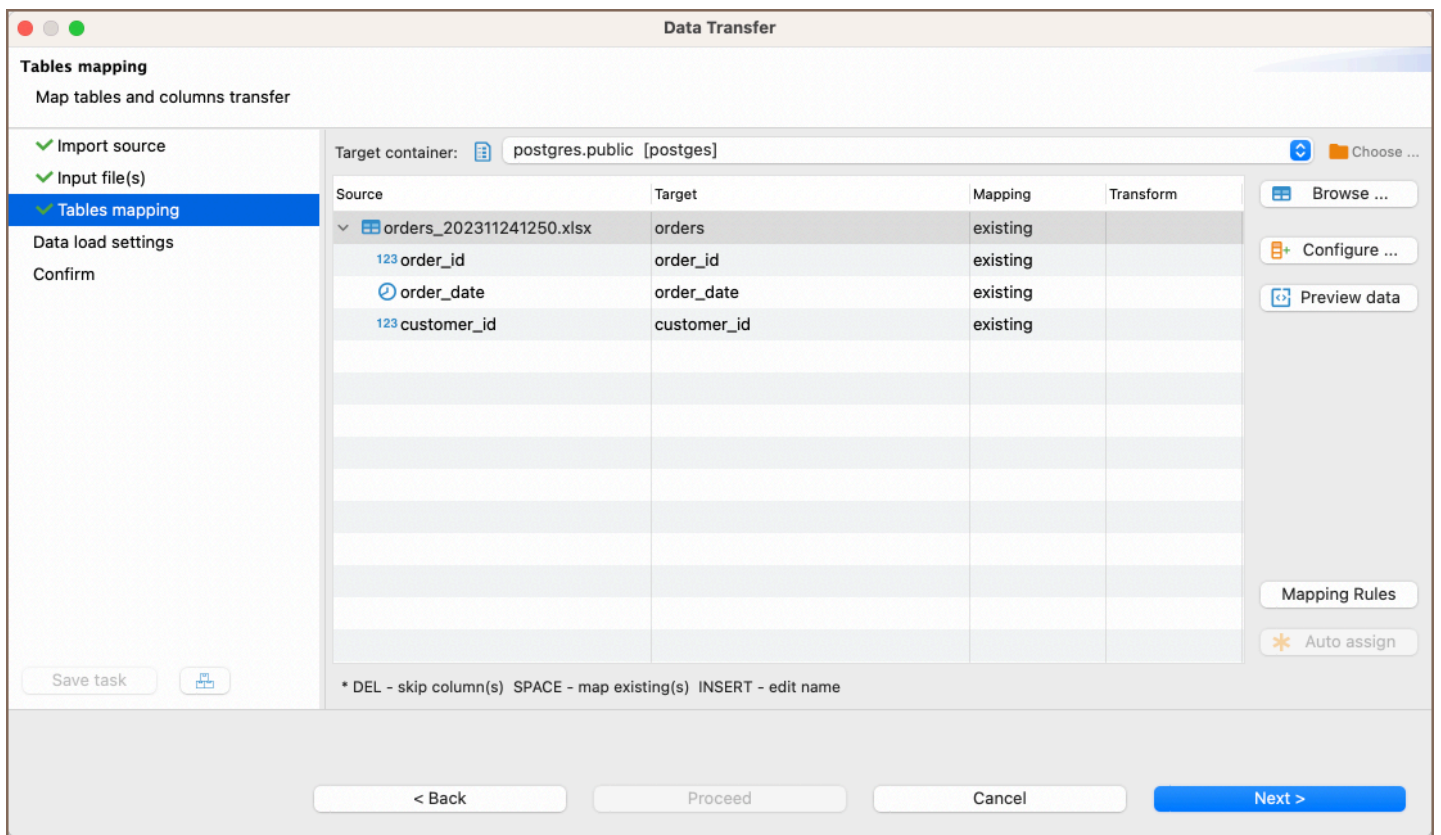 Data Transfer
Tables mapping
Map tables and columns transfer
Import source
Input file(s)
Tables mapping
Data load settings
Confirm
Save task
Target container: postgres.public [postges] Choose ...
Source Target Mapping Transform
orders_202311241250.xlsx orders existing
123 order_id order_id existing
order_date order_date existing
123 customer_id customer_id existing
Browse ...
Configure ...
Preview data
Mapping Rules
Auto assign
* DEL - skip column(s) SPACE - map existing(s) INSERT - edit name
< Back Proceed Cancel Next >